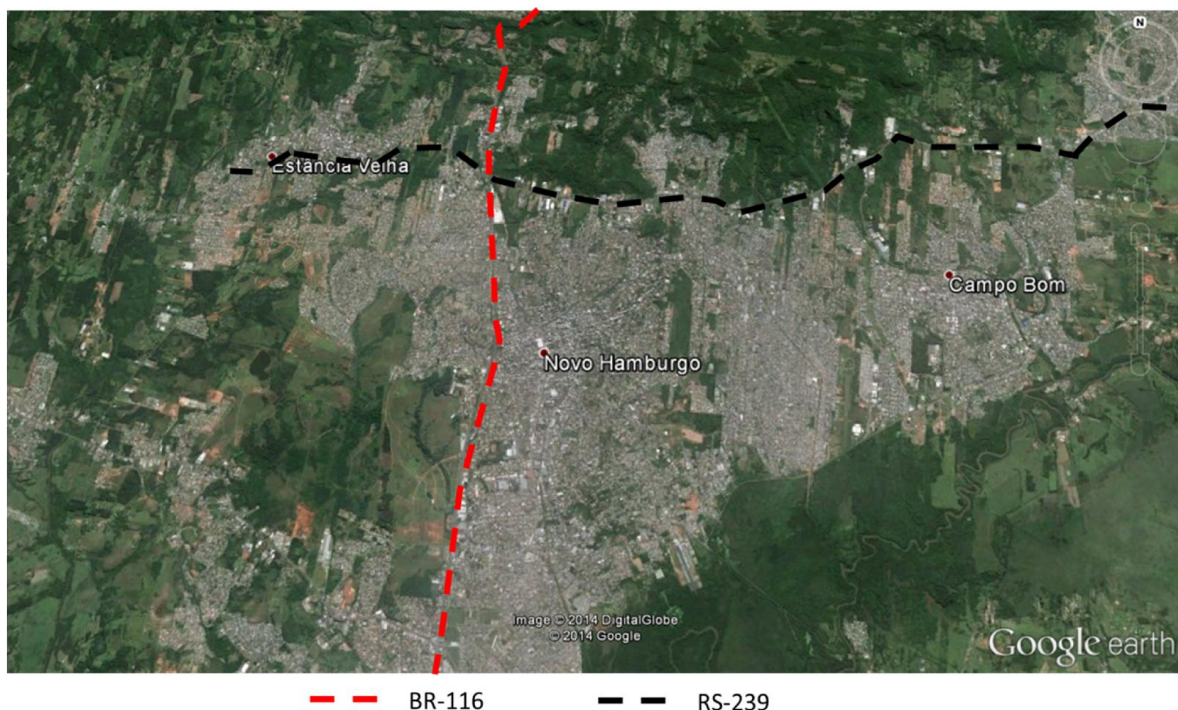 N
Estância Velha
Campo Bom
Novo Hamburgo
Image © 2014 DigitalGlobe
© 2014 Google
Google earth
BR-116 RS-239